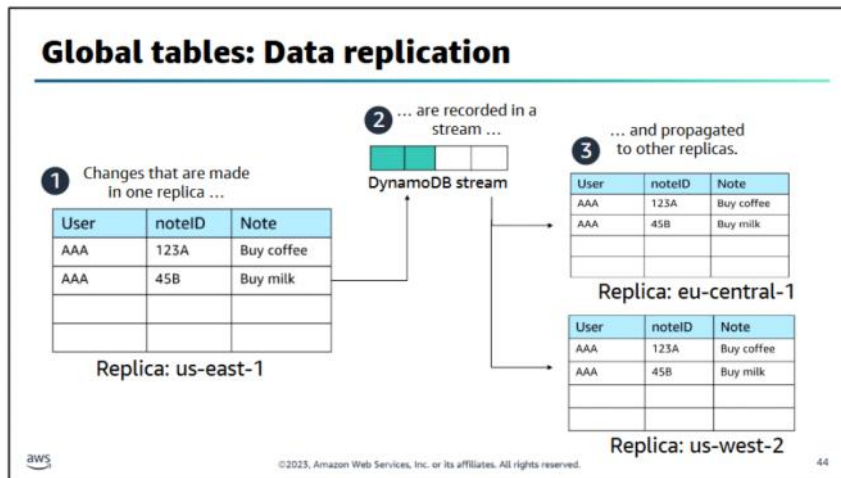 Global tables: Data replication
1
Changes that are made
in one replica …
User noteID Note
AAA 123A Buy coffee
AAA 45B Buy milk
Replica: us-east-1
2
… are recorded in a
stream …
DynamoDB stream
3
… and propagated
to other replicas.
User noteID Note
AAA 123A Buy coffee
AAA 45B Buy milk
Replica: eu-central-1
User noteID Note
AAA 123A Buy coffee
AAA 45B Buy milk
Replica: us-west-2
aws
©2023, Amazon Web Services, Inc. or its affiliates. All rights reserved.
44